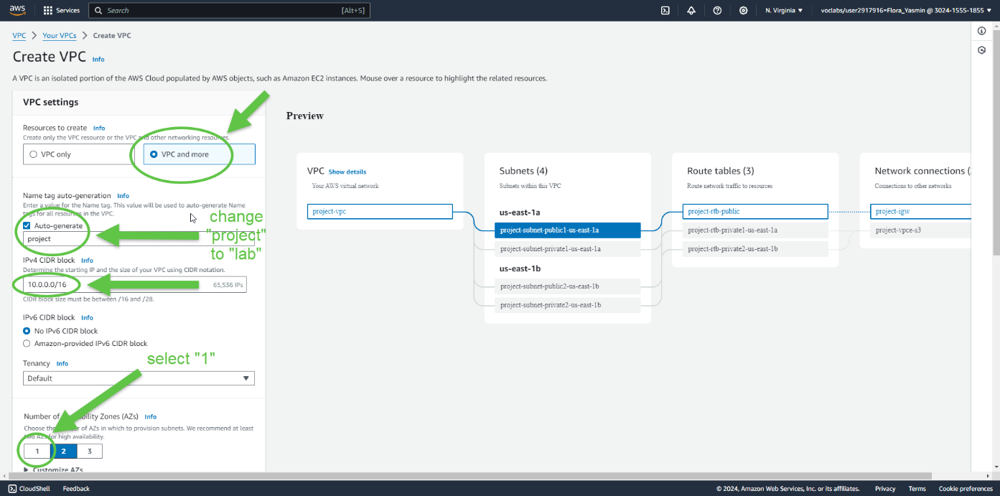 aws
Services
Search
[Alt+S]
N. Virginia
voclabs/user2917916=Flora_Yasmin @ 3024-1555-1855
VPC > Your VPCs > Create VPC
Create VPC Info
A VPC is an isolated portion of the AWS Cloud populated by AWS objects, such as Amazon EC2 instances. Mouse over a resource to highlight the related resources.
VPC settings
Resources to create Info
Create only the VPC resource or the VPC and other networking resources.
VPC only
VPC and more
Name tag auto-generation Info
Enter a value for the Name tag. This value will be used to auto-generate Name
tags for all resources in the VPC.
Auto-generate
project
change
"project"
to "lab"
IPv4 CIDR block Info
Determine the starting IP and the size of your VPC using CIDR notation.
10.0.0.0/16
65,536 IPs
CIDR block size must be between /16 and /28.
IPv6 CIDR block Info
No IPv6 CIDR block
Amazon-provided IPv6 CIDR block
select "1"
Tenancy Info
Default
Number of Availability Zones (AZs) Info
Choose the number of AZs in which to provision subnets. We recommend at least
two AZs for high availability.
1
2
3
Customize AZs
Preview
VPC Show details
Your AWS virtual network
project-vpc
Subnets (4)
Subnets within this VPC
us-east-1a
project-subnet-public1-us-east-1a
project-subnet-private1-us-east-1a
us-east-1b
project-subnet-public2-us-east-1b
project-subnet-private2-us-east-1b
Route tables (3)
Route network traffic to resources
project-rtb-public
project-rtb-private1-us-east-1a
project-rtb-private2-us-east-1b
Network connections (
Connections to other networks
project-igw
project-vpce-s3
CloudShell
Feedback
© 2024, Amazon Web Services, Inc. or its affiliates.
Privacy
Terms
Cookie preferences